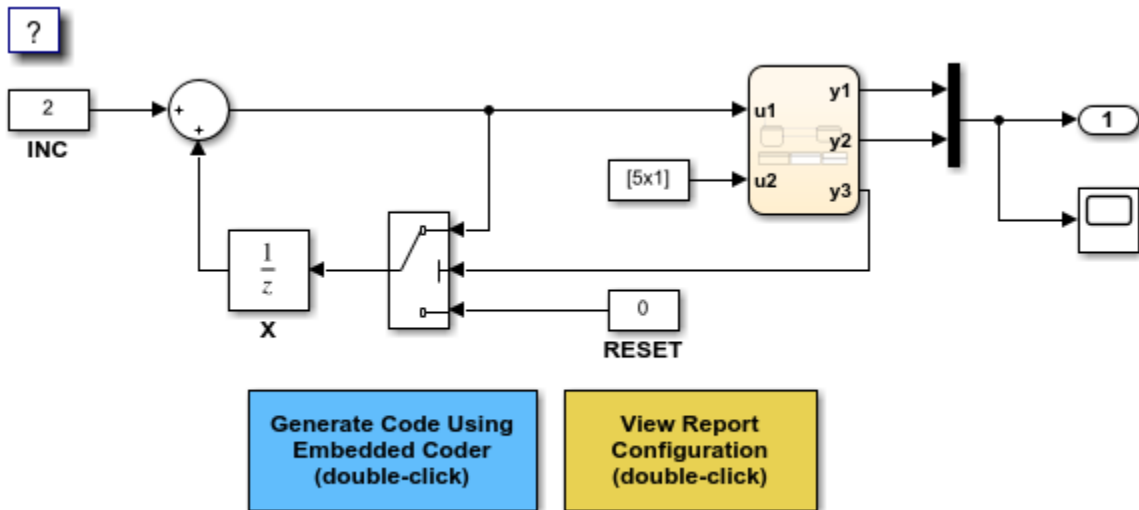 ?
2
INC
+
+
u1
u2
y1
y2
y3
[5x1]
1
1
z
X
0
RESET
Generate Code Using
Embedded Coder
(double-click)
View Report
Configuration
(double-click)